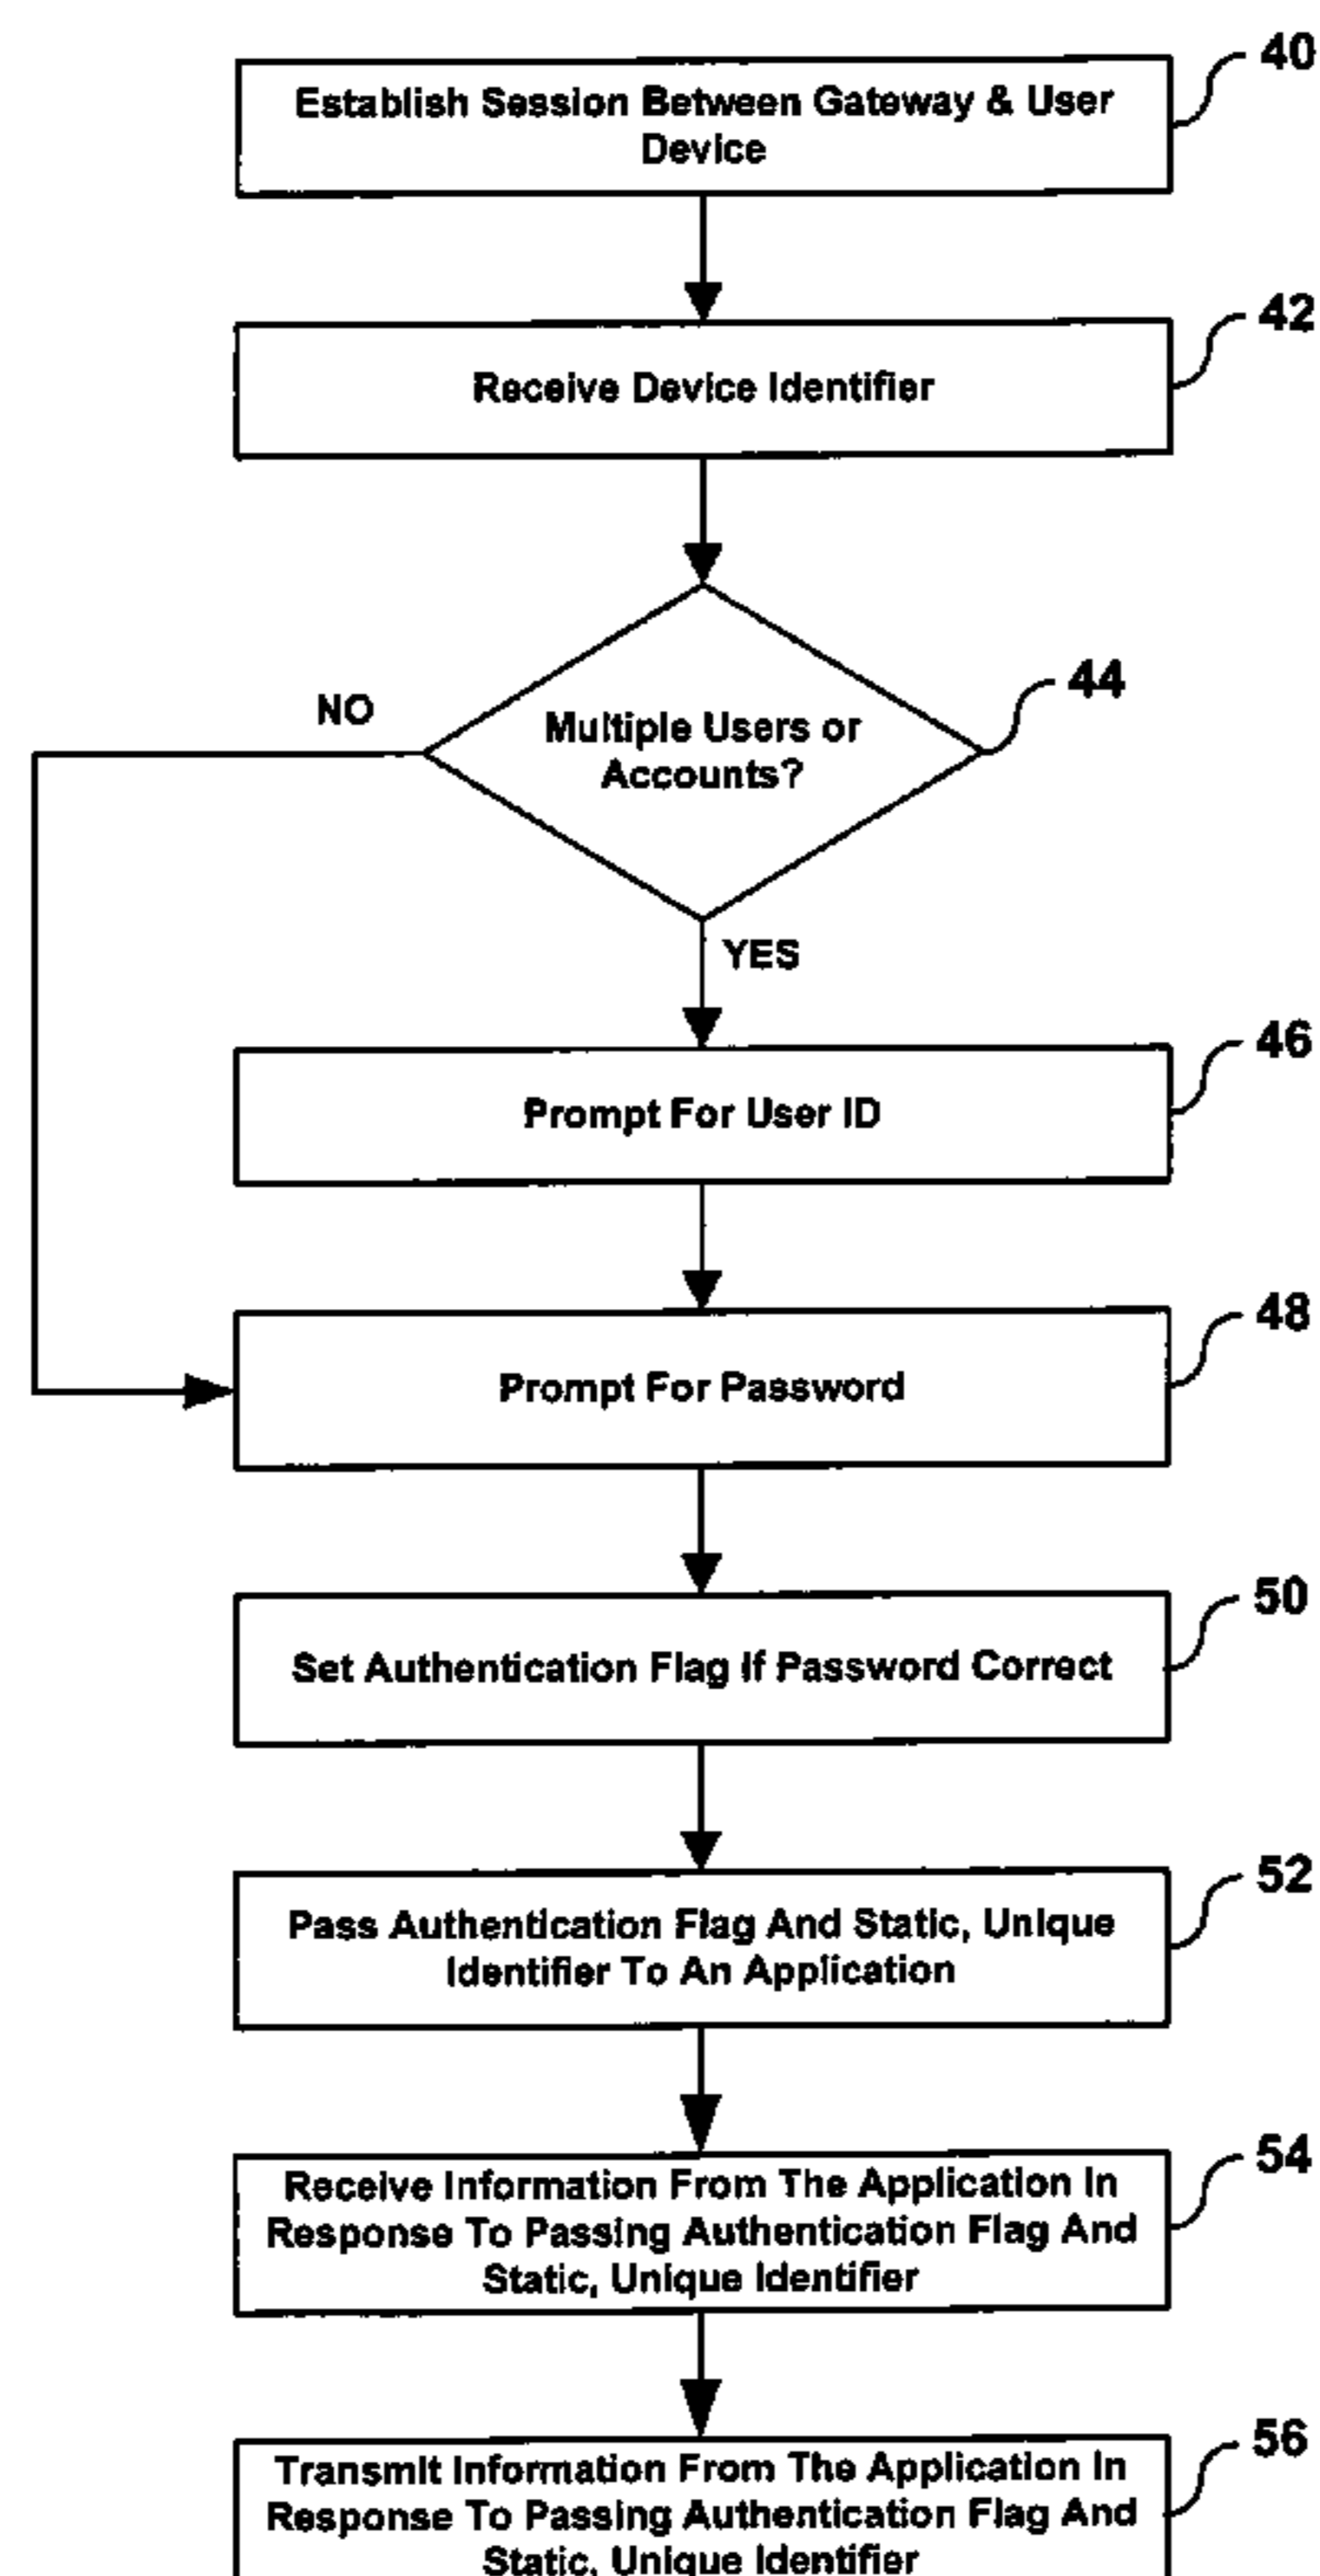 40
Establish Session Between Gateway & User
Device
42
Receive Device Identifier
44
NO
Multiple Users or
Accounts?
YES
46
Prompt For User ID
48
Prompt For Password
50
Set Authentication Flag If Password Correct
52
Pass Authentication Flag And Static, Unique
Identifier To An Application
54
Receive Information From The Application In
Response To Passing Authentication Flag And
Static, Unique Identifier
56
Transmit Information From The Application In
Response To Passing Authentication Flag And
Static, Unique Identifier